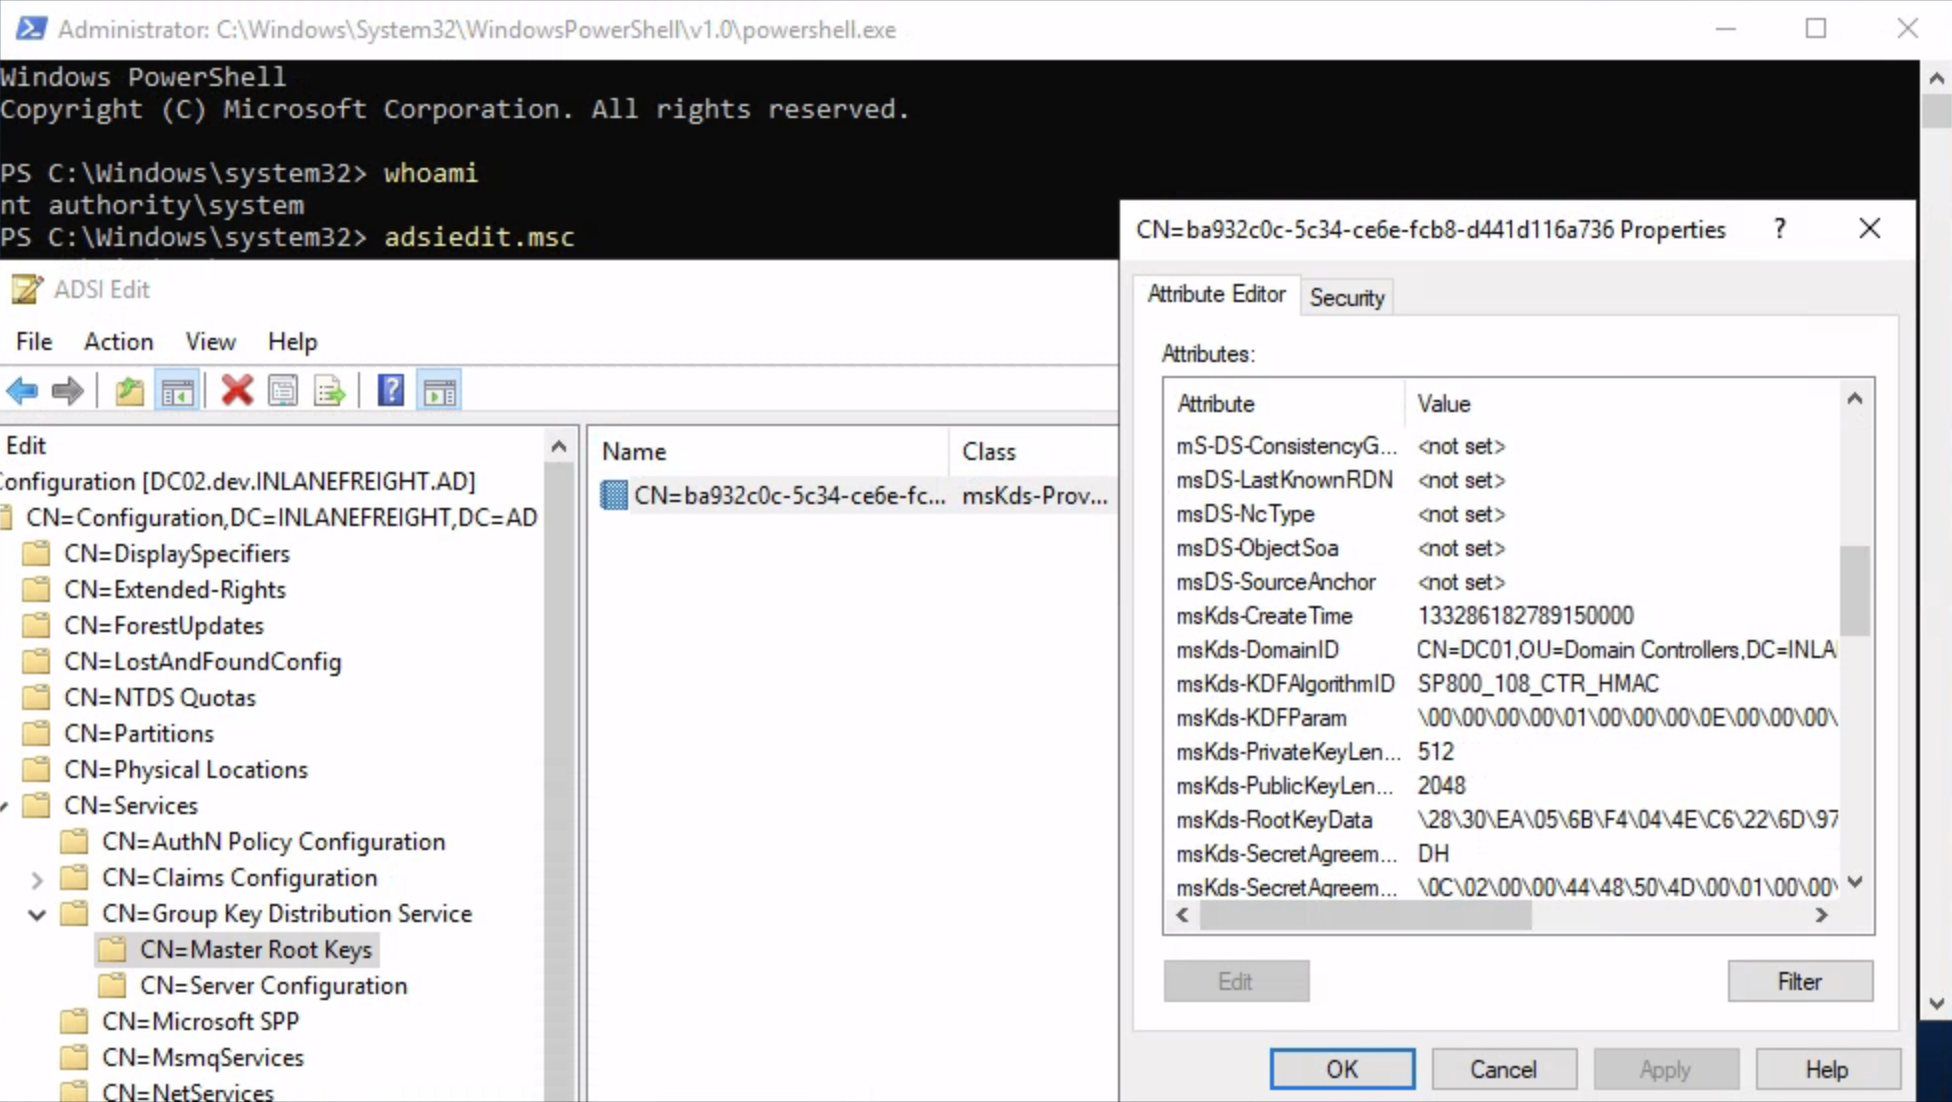 Administrator: C:\Windows\System32\WindowsPowerShell\v1.0\powershell.exe
Windows PowerShell
Copyright (C) Microsoft Corporation. All rights reserved.
PS C:\Windows\system32> whoami
nt authority\system
PS C:\Windows\system32> adsiedit.msc
ADSI Edit
File Action View Help
Edit
Configuration [DC02.dev.INLANEFREIGHT.AD]
CN=Configuration,DC=INLANEFREIGHT,DC=AD
CN=DisplaySpecifiers
CN=Extended-Rights
CN=ForestUpdates
CN=LostAndFoundConfig
CN=NTDS Quotas
CN=Partitions
CN=Physical Locations
CN=Services
CN=AuthN Policy Configuration
CN=Claims Configuration
CN=Group Key Distribution Service
CN=Master Root Keys
CN=Server Configuration
CN=Microsoft SPP
CN=MsmqServices
CN=NetServices
Name Class
CN=ba932c0c-5c34-ce6e-fc... msKds-Prov...
CN=ba932c0c-5c34-ce6e-fcb8-d441d116a736 Properties ?
Attribute Editor Security
Attributes:
Attribute Value
mS-DS-ConsistencyG... <not set>
msDS-LastKnownRDN <not set>
msDS-NcType <not set>
msDS-ObjectSoa <not set>
msDS-SourceAnchor <not set>
msKds-CreateTime 133286182789150000
msKds-DomainID CN=DC01,OU=Domain Controllers,DC=INLA
msKds-KDFAlgorithmID SP800_108_CTR_HMAC
msKds-KDFParam \00\00\00\00\01\00\00\00\0E\00\00\00\
msKds-PrivateKeyLen... 512
msKds-PublicKeyLen... 2048
msKds-RootKeyData \28\30\EA\05\6B\F4\04\4E\C6\22\6D\97
msKds-SecretAgreem... DH
msKds-SecretAgreem... \0C\02\00\00\44\48\50\4D\00\01\00\00\
Edit Filter
OK Cancel Apply Help